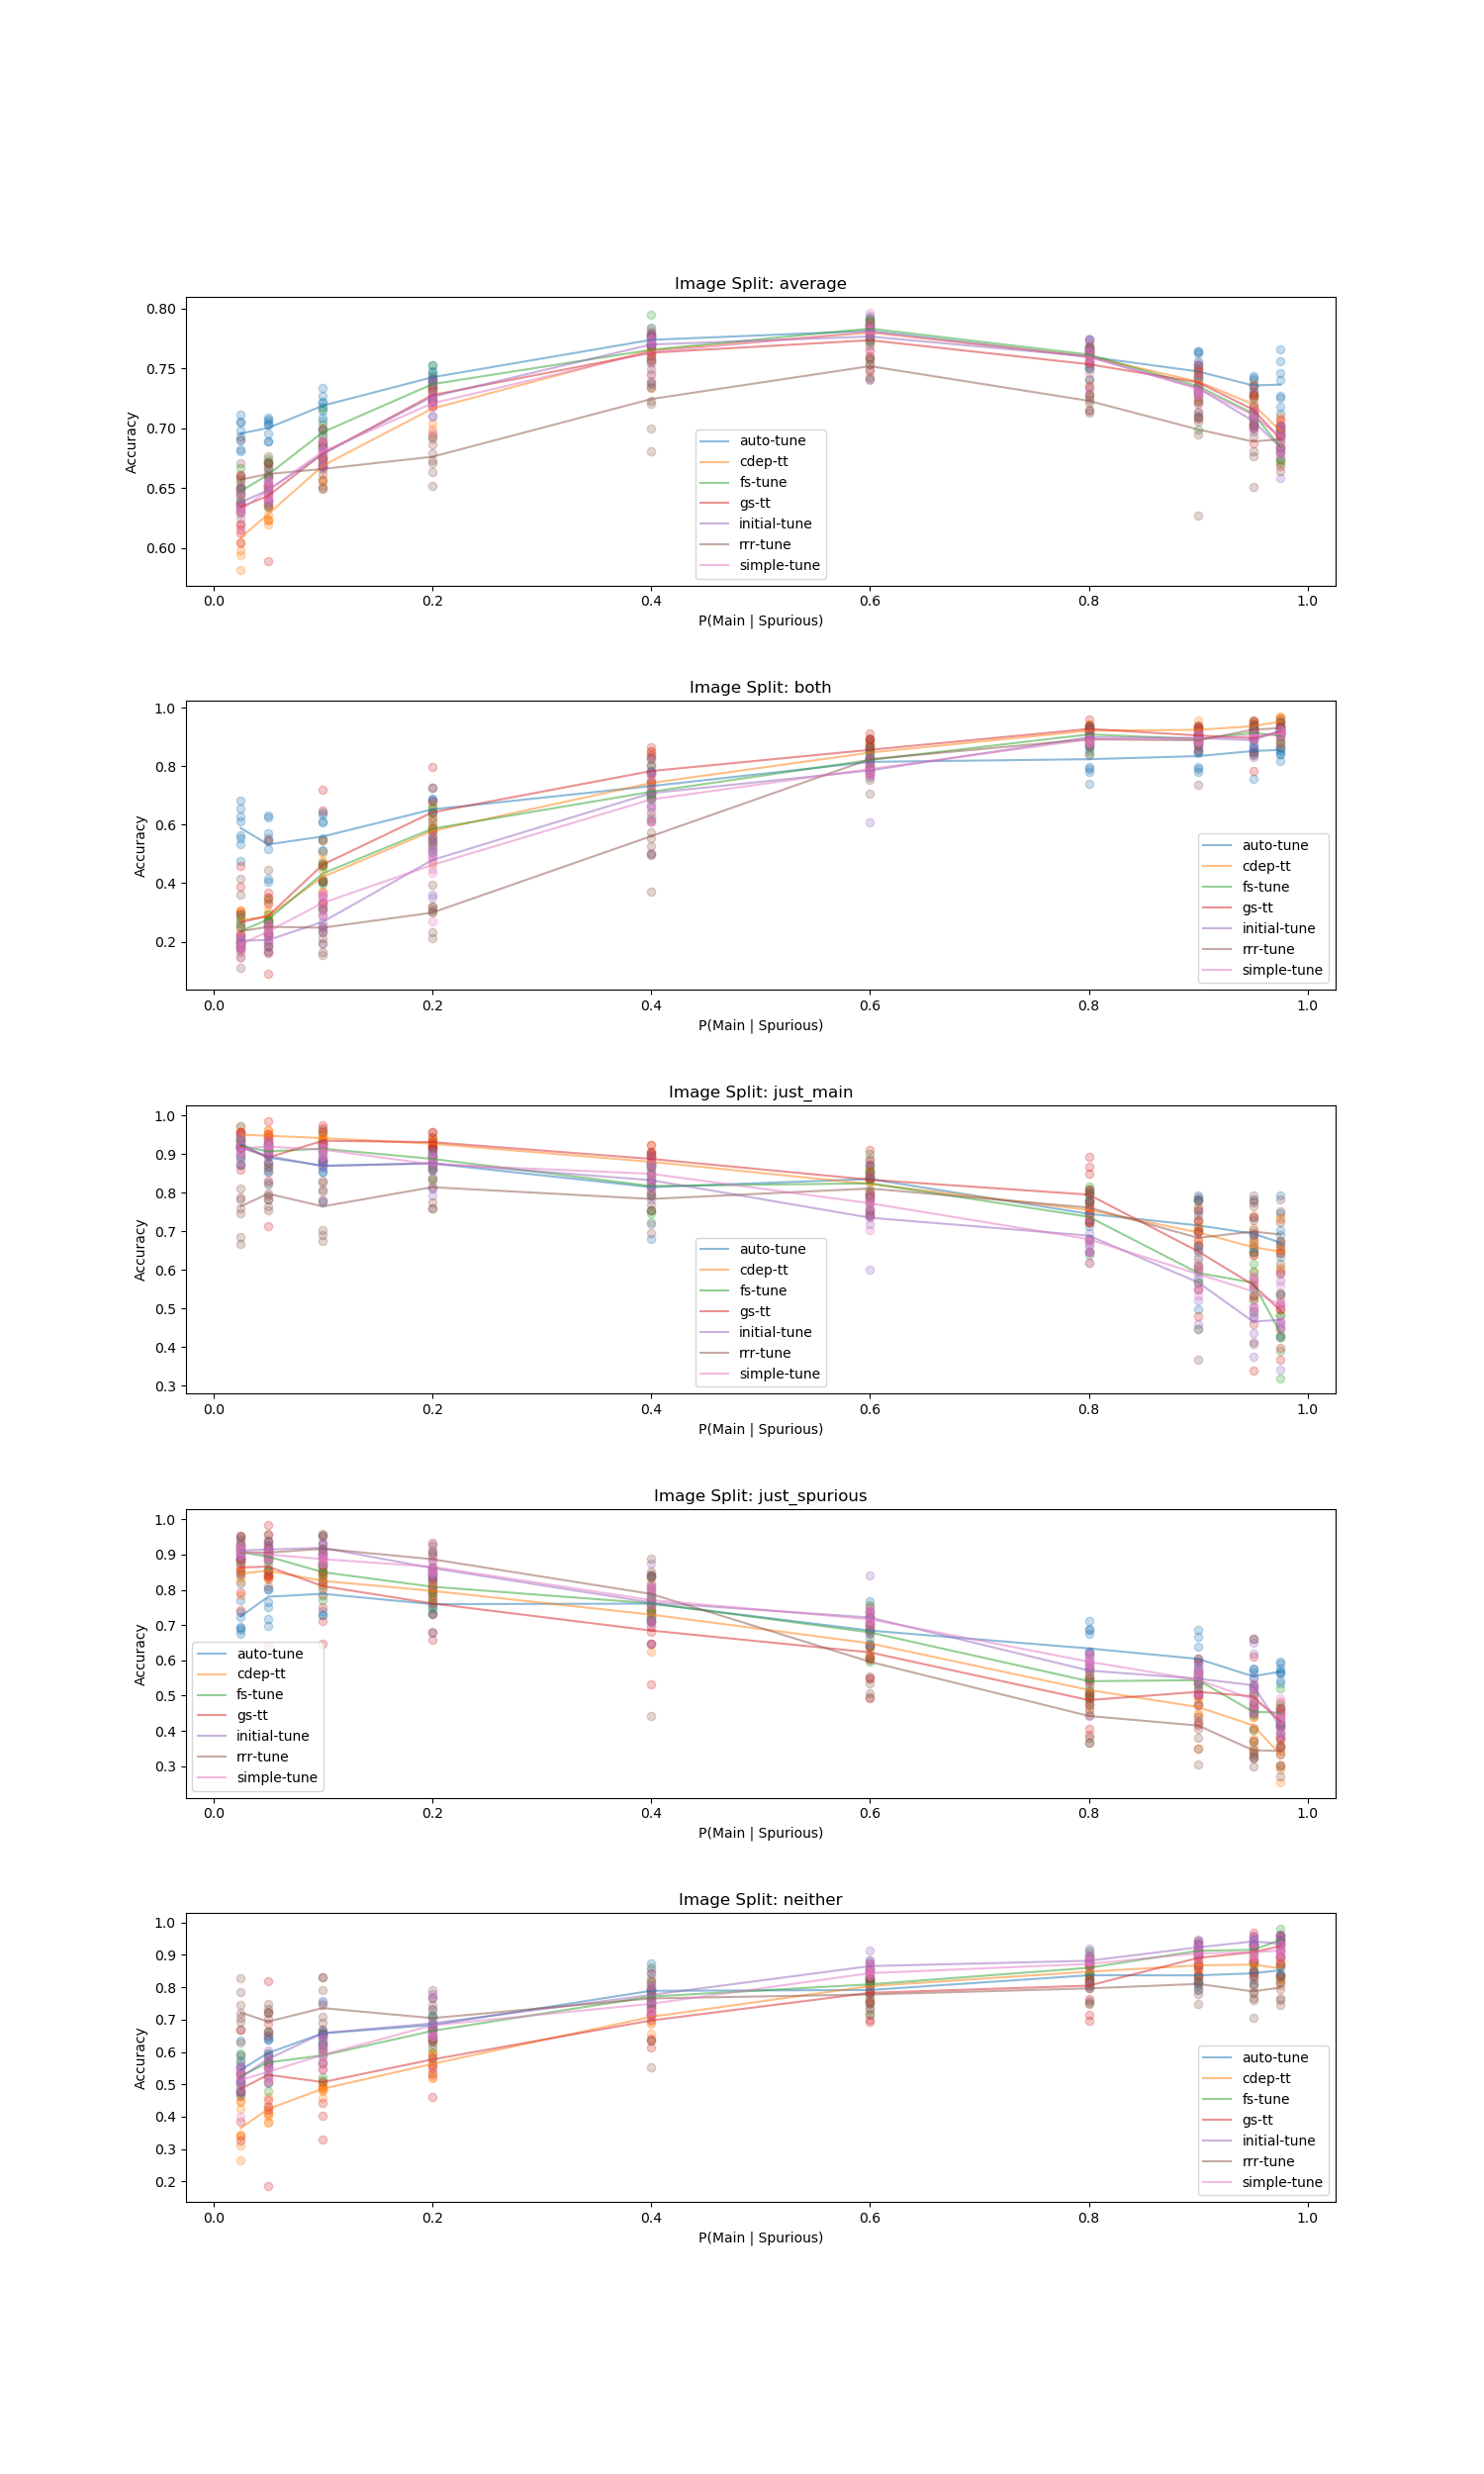 Image Split: average
0.80
0.75
0.70
0.65
0.60
Accuracy
auto-tune
cdep-tt
fs-tune
gs-tt
initial-tune
rrr-tune
simple-tune
0.0 0.2 0.4 0.6 0.8 1.0
P(Main | Spurious)
Image Split: both
1.0
0.8
0.6
0.4
0.2
Accuracy
auto-tune
cdep-tt
fs-tune
gs-tt
initial-tune
rrr-tune
simple-tune
0.0 0.2 0.4 0.6 0.8 1.0
P(Main | Spurious)
Image Split: just_main
1.0
0.9
0.8
0.7
0.6
0.5
0.4
0.3
Accuracy
auto-tune
cdep-tt
fs-tune
gs-tt
initial-tune
rrr-tune
simple-tune
0.0 0.2 0.4 0.6 0.8 1.0
P(Main | Spurious)
Image Split: just_spurious
1.0
0.9
0.8
0.7
0.6
0.5
0.4
0.3
Accuracy
auto-tune
cdep-tt
fs-tune
gs-tt
initial-tune
rrr-tune
simple-tune
0.0 0.2 0.4 0.6 0.8 1.0
P(Main | Spurious)
Image Split: neither
1.0
0.9
0.8
0.7
0.6
0.5
0.4
0.3
0.2
Accuracy
auto-tune
cdep-tt
fs-tune
gs-tt
initial-tune
rrr-tune
simple-tune
0.0 0.2 0.4 0.6 0.8 1.0
P(Main | Spurious)